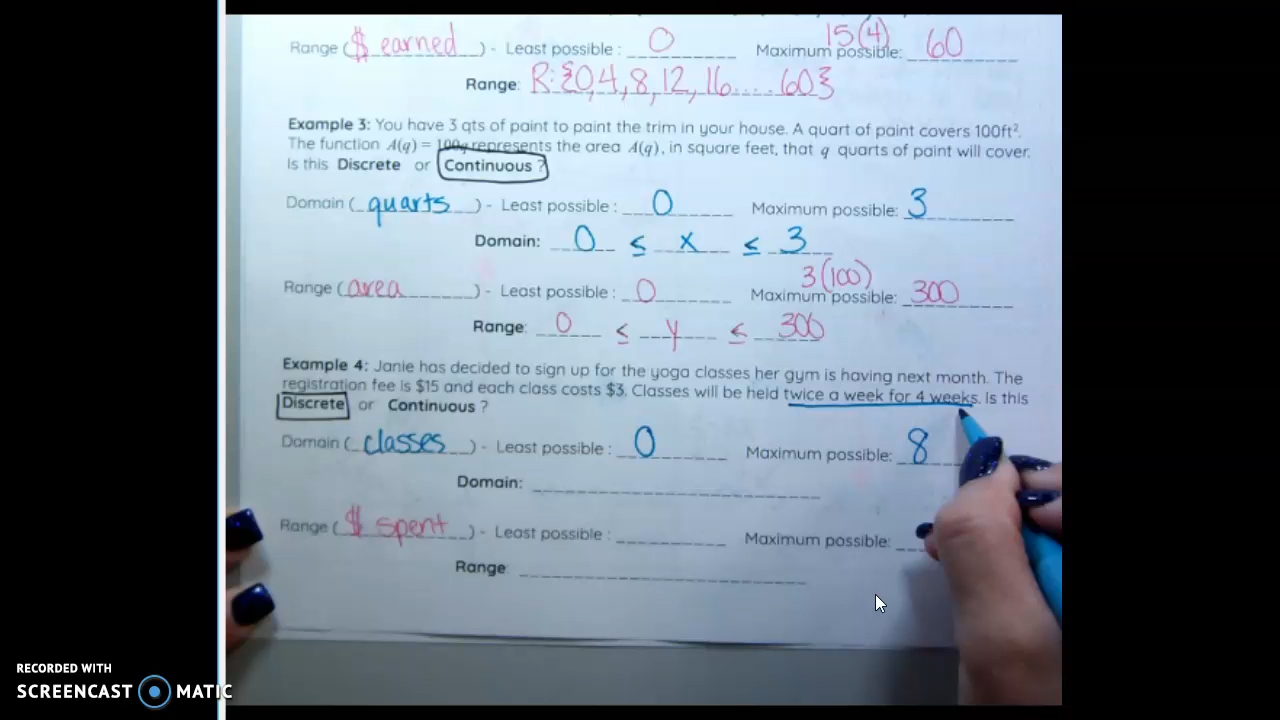 15(4)
Range ($ earned) - Least possible : 0 Maximum possible: 60
Range: R: {0, 4, 8, 12, 16.... 60}
Example 3: You have 3 qts of paint to paint the trim in your house. A quart of paint covers 100ft².
The function A(q) = 100q represents the area A(q), in square feet, that q quarts of paint will cover.
Is this Discrete or Continuous ?
Domain ( quarts ) - Least possible : 0 Maximum possible: 3
Domain: 0 ≤ x ≤ 3
3(100)
Range ( area ) - Least possible : 0 Maximum possible: 300
Range: 0 ≤ y ≤ 300
Example 4: Janie has decided to sign up for the yoga classes her gym is having next month. The
registration fee is $15 and each class costs $3. Classes will be held twice a week for 4 weeks. Is this
Discrete or Continuous ?
Domain ( classes ) - Least possible : 0 Maximum possible: 8
Domain:
Range ( $ spent ) - Least possible : Maximum possible:
Range:
RECORDED WITH
SCREENCAST MATIC